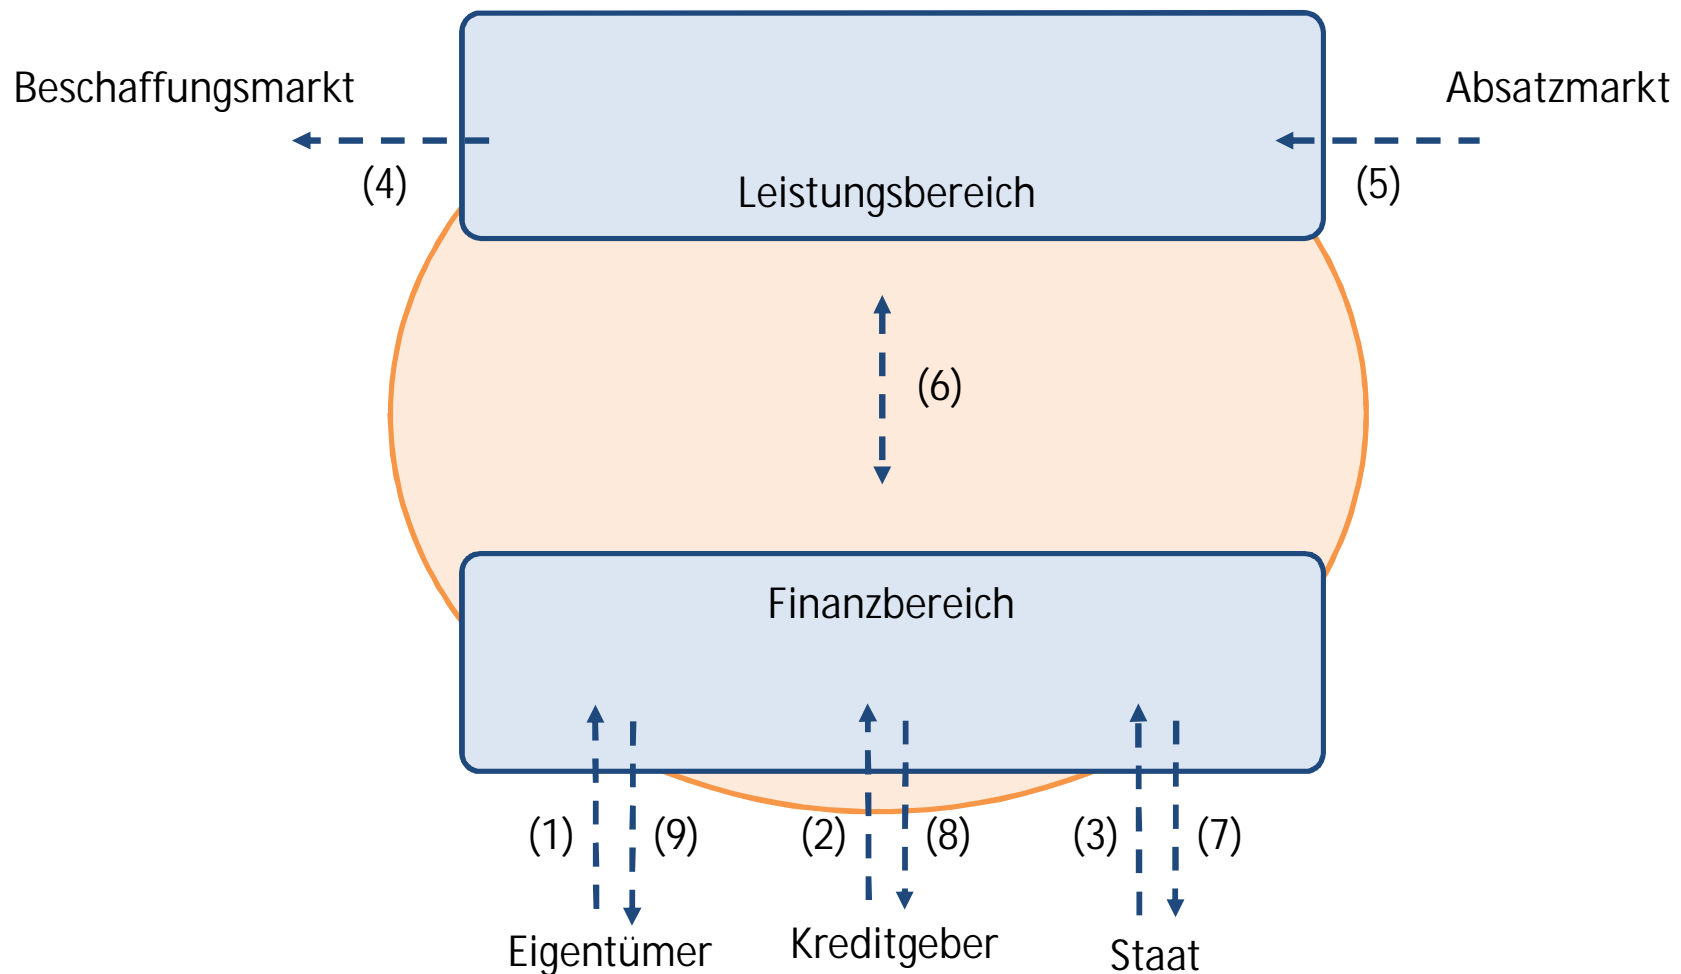 Beschaffungsmarkt
Absatzmarkt
(4)
(5)
Leistungsbereich
(6)
Finanzbereich
(1)
(9)
(2)
(8)
(3)
(7)
Eigentümer
Kreditgeber
Staat